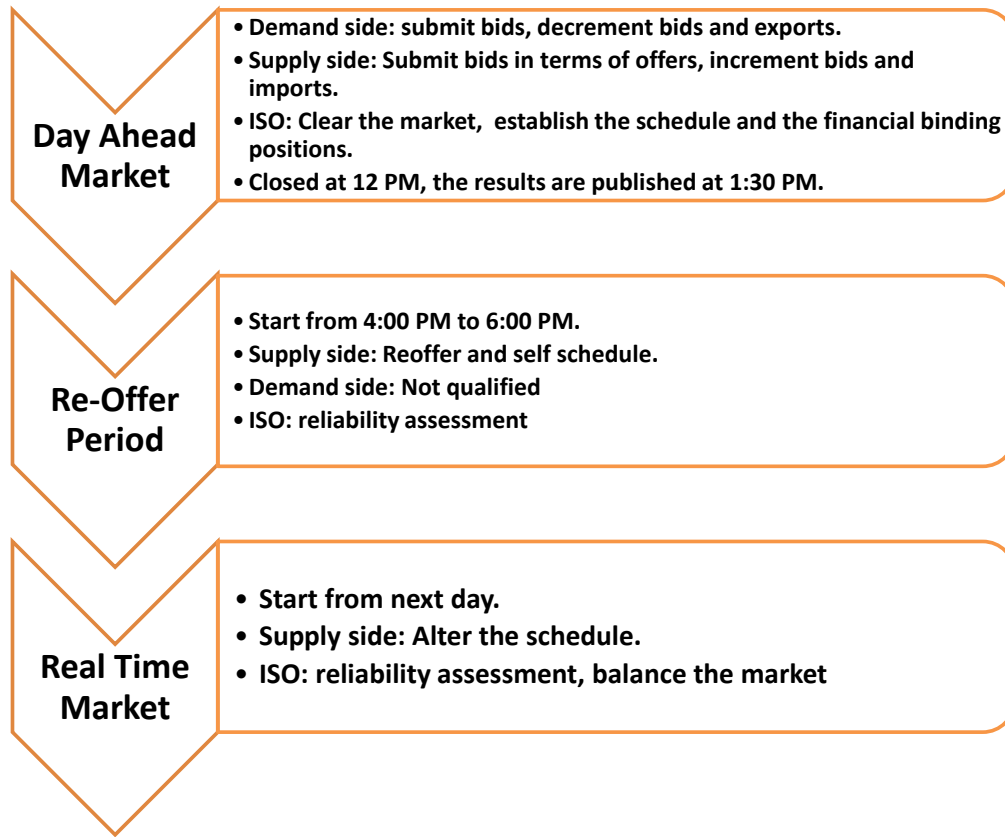 Day Ahead
Market
• Demand side: submit bids, decrement bids and exports.
• Supply side: Submit bids in terms of offers, increment bids and
imports.
• ISO: Clear the market, establish the schedule and the financial binding
positions.
• Closed at 12 PM, the results are published at 1:30 PM.
Re-Offer
Period
• Start from 4:00 PM to 6:00 PM.
• Supply side: Reoffer and self schedule.
• Demand side: Not qualified
• ISO: reliability assessment
Real Time
Market
• Start from next day.
• Supply side: Alter the schedule.
• ISO: reliability assessment, balance the market